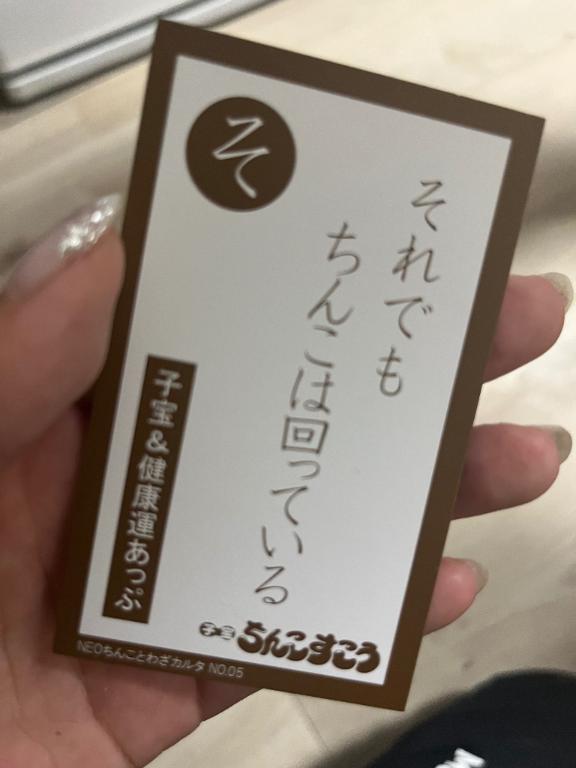 そ
それでも
ちんこは回っている
子宝&健康運あっぷ
子宝 ちんこすこう
NEOちんことわざカルタ NO.05